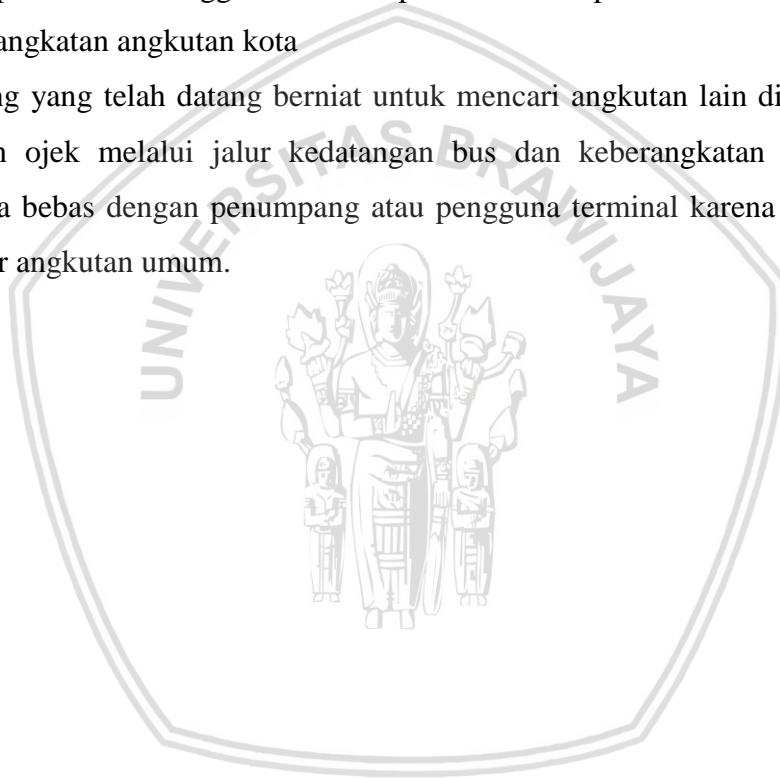 angkatan angkutan kota
ng yang telah datang berniat untuk mencari angkutan lain di
n ojek melalui jalur kedatangan bus dan keberangkatan
a bebas dengan penumpang atau pengguna terminal karena
r angkutan umum.
UNIVERSITAS BRAWIJAYA